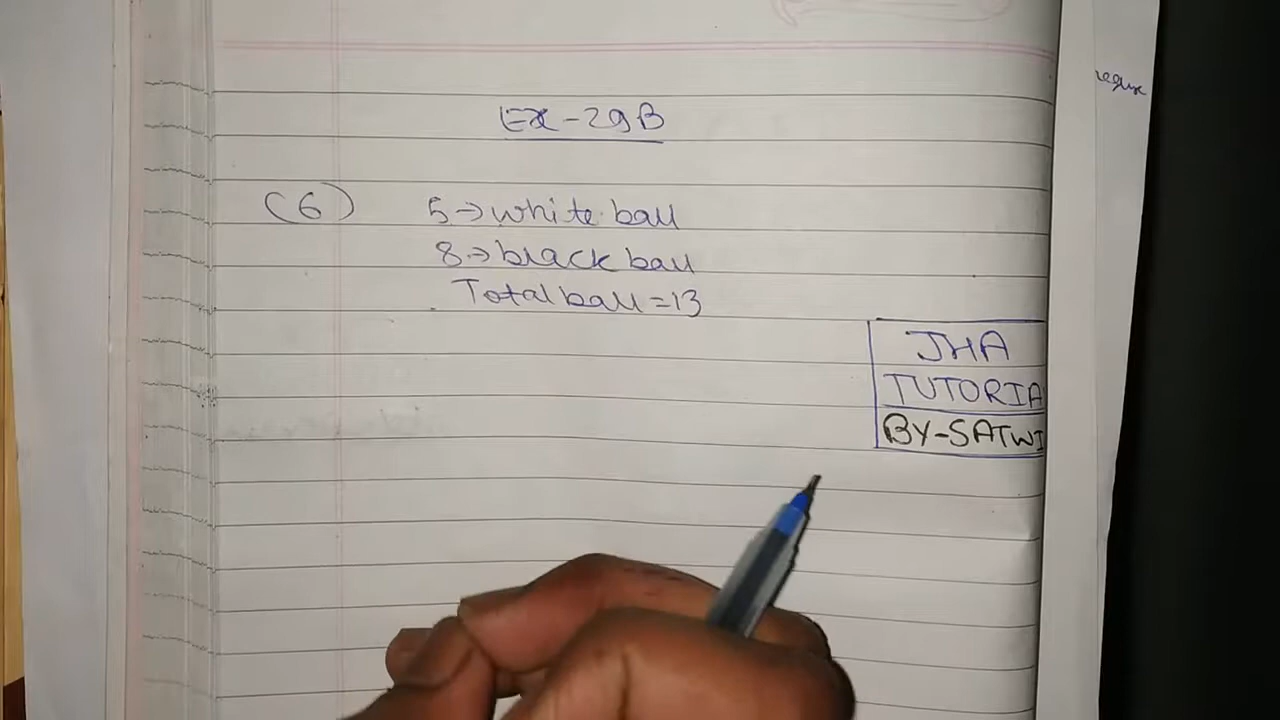 Ex-29B
(6) 5→white ball
8→black ball
Total ball=13
JHA
TUTORIA
BY-SATWI